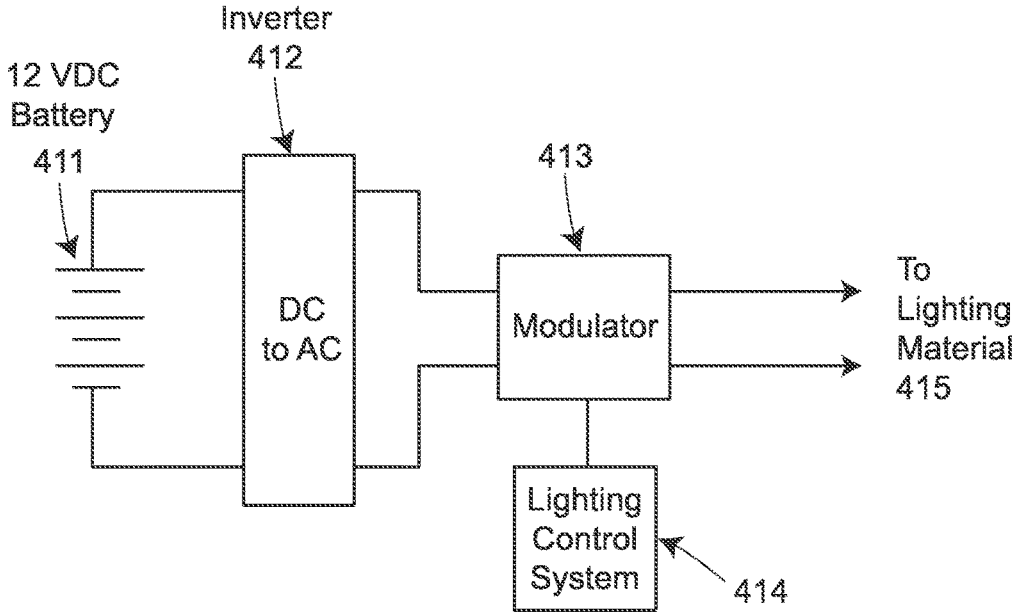 Inverter
412
12 VDC
Battery
411
413
DC
to AC
Modulator
To
Lighting
Material
415
Lighting
Control
System
414